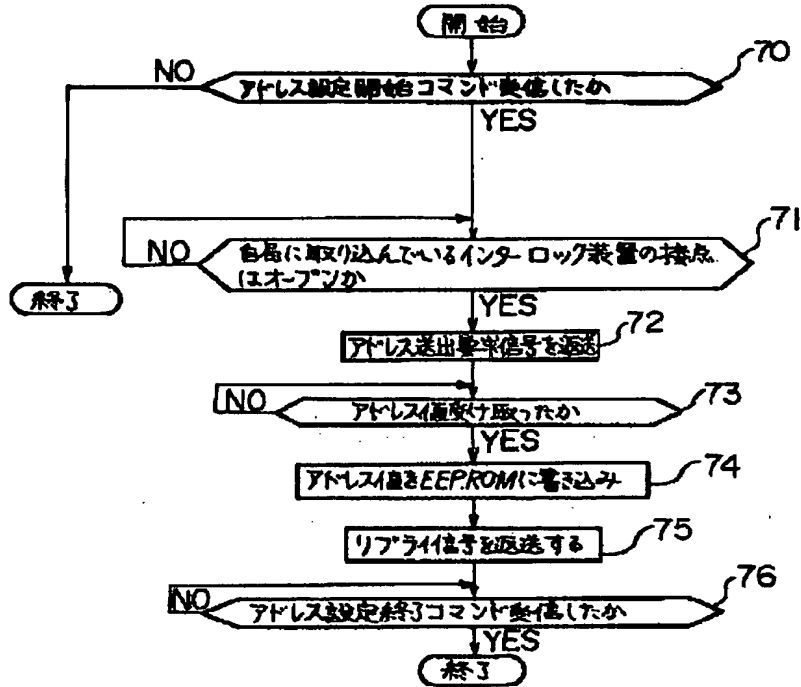 開始
70
NO
アドレス設定開始コマンド受信したか
YES
71
NO
自局に取り込んでいるインターロック装置の接点
はオープンか
YES
終了
72
アドレス送出要求信号を返送
73
NO
アドレス値受け取ったか
YES
74
アドレス値をEEPROMに書き込み
75
リプライ信号を返送する
76
NO
アドレス設定終了コマンド受信したか
YES
終了